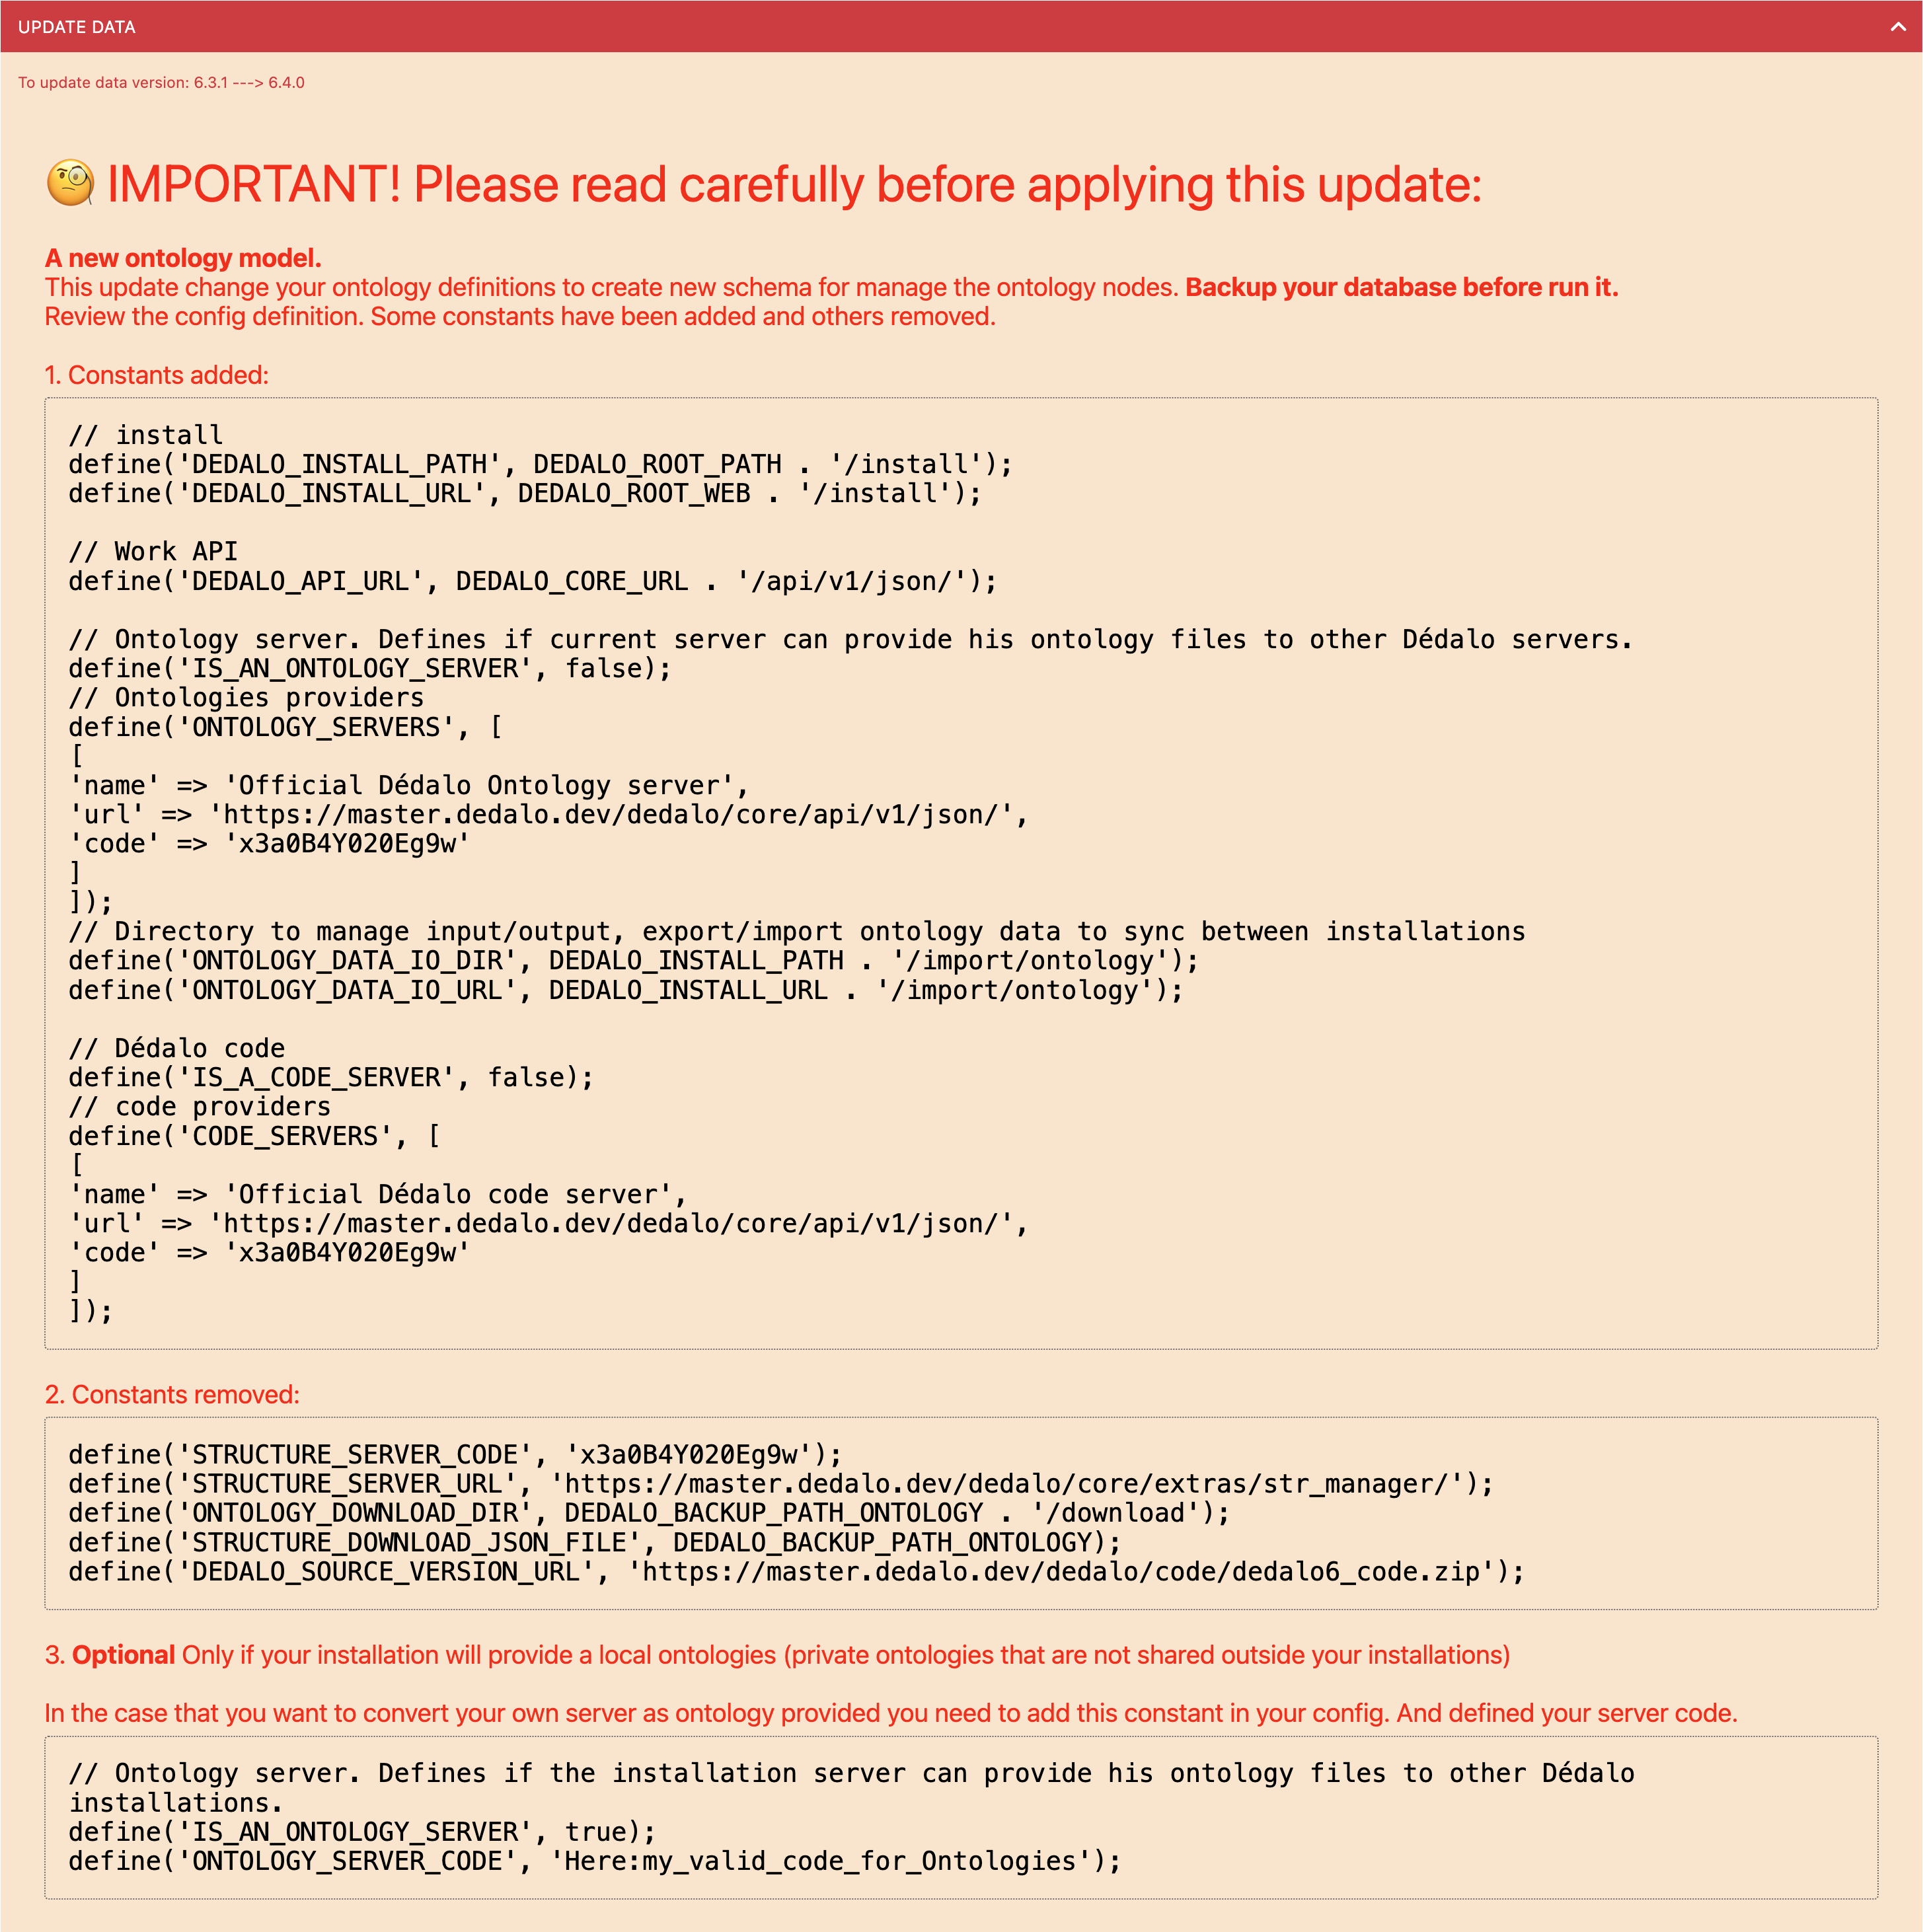 UPDATE DATA
To update data version: 6.3.1 ---> 6.4.0
🧐 IMPORTANT! Please read carefully before applying this update:
A new ontology model.
This update change your ontology definitions to create new schema for manage the ontology nodes. Backup your database before run it.
Review the config definition. Some constants have been added and others removed.
1. Constants added:
// install
define('DEDALO_INSTALL_PATH', DEDALO_ROOT_PATH . '/install');
define('DEDALO_INSTALL_URL', DEDALO_ROOT_WEB . '/install');
// Work API
define('DEDALO_API_URL', DEDALO_CORE_URL . '/api/v1/json/');
// Ontology server. Defines if current server can provide his ontology files to other Dédalo servers.
define('IS_AN_ONTOLOGY_SERVER', false);
// Ontologies providers
define('ONTOLOGY_SERVERS', [
[
'name' => 'Official Dédalo Ontology server',
'url' => 'https://master.dedalo.dev/dedalo/core/api/v1/json/',
'code' => 'x3a0B4Y020Eg9w'
]
]);
// Directory to manage input/output, export/import ontology data to sync between installations
define('ONTOLOGY_DATA_IO_DIR', DEDALO_INSTALL_PATH . '/import/ontology');
define('ONTOLOGY_DATA_IO_URL', DEDALO_INSTALL_URL . '/import/ontology');
// Dédalo code
define('IS_A_CODE_SERVER', false);
// code providers
define('CODE_SERVERS', [
[
'name' => 'Official Dédalo code server',
'url' => 'https://master.dedalo.dev/dedalo/core/api/v1/json/',
'code' => 'x3a0B4Y020Eg9w'
]
]);
2. Constants removed:
define('STRUCTURE_SERVER_CODE', 'x3a0B4Y020Eg9w');
define('STRUCTURE_SERVER_URL', 'https://master.dedalo.dev/dedalo/core/extras/str_manager/');
define('ONTOLOGY_DOWNLOAD_DIR', DEDALO_BACKUP_PATH_ONTOLOGY . '/download');
define('STRUCTURE_DOWNLOAD_JSON_FILE', DEDALO_BACKUP_PATH_ONTOLOGY);
define('DEDALO_SOURCE_VERSION_URL', 'https://master.dedalo.dev/dedalo/code/dedalo6_code.zip');
3. Optional Only if your installation will provide a local ontologies (private ontologies that are not shared outside your installations)
In the case that you want to convert your own server as ontology provided you need to add this constant in your config. And defined your server code.
// Ontology server. Defines if the installation server can provide his ontology files to other Dédalo
installations.
define('IS_AN_ONTOLOGY_SERVER', true);
define('ONTOLOGY_SERVER_CODE', 'Here:my_valid_code_for_Ontologies');